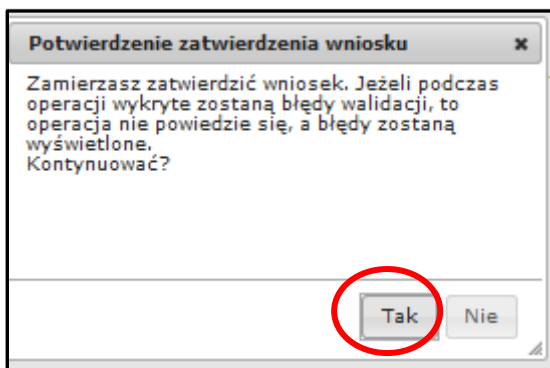 Potwierdzenie zatwierdzenia wniosku
Zamierzasz zatwierdzić wniosek. Jeżeli podczas
operacji wykryte zostaną błędy walidacji, to
operacja nie powiedzie się, a błędy zostaną
wyświetlone.
Kontynuować?
Tak Nie